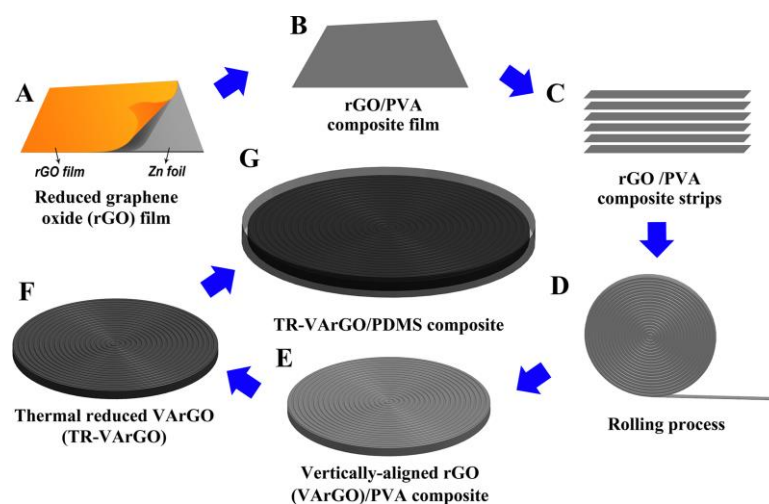 A
rGO film
Zn foil
Reduced graphene
oxide (rGO) film
B
rGO/PVA
composite film
C
rGO /PVA
composite strips
D
Rolling process
E
Vertically-aligned rGO
(VArGO)/PVA composite
F
Thermal reduced VArGO
(TR-VArGO)
G
TR-VArGO/PDMS composite